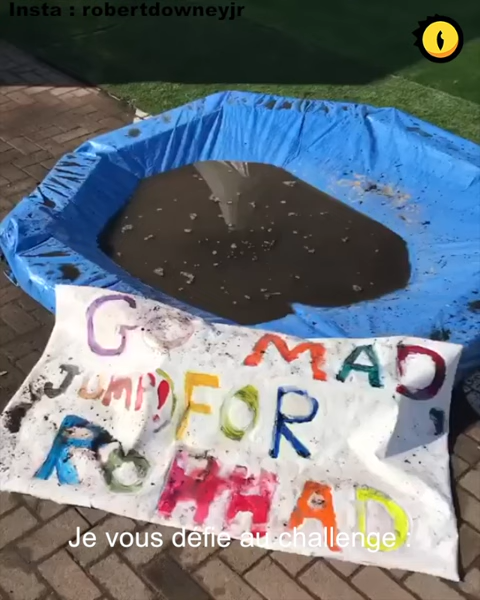 Insta : robertdowneyjr
GO MAD
JUMP! FOR
RoHHAD
Je vous défie au challenge :